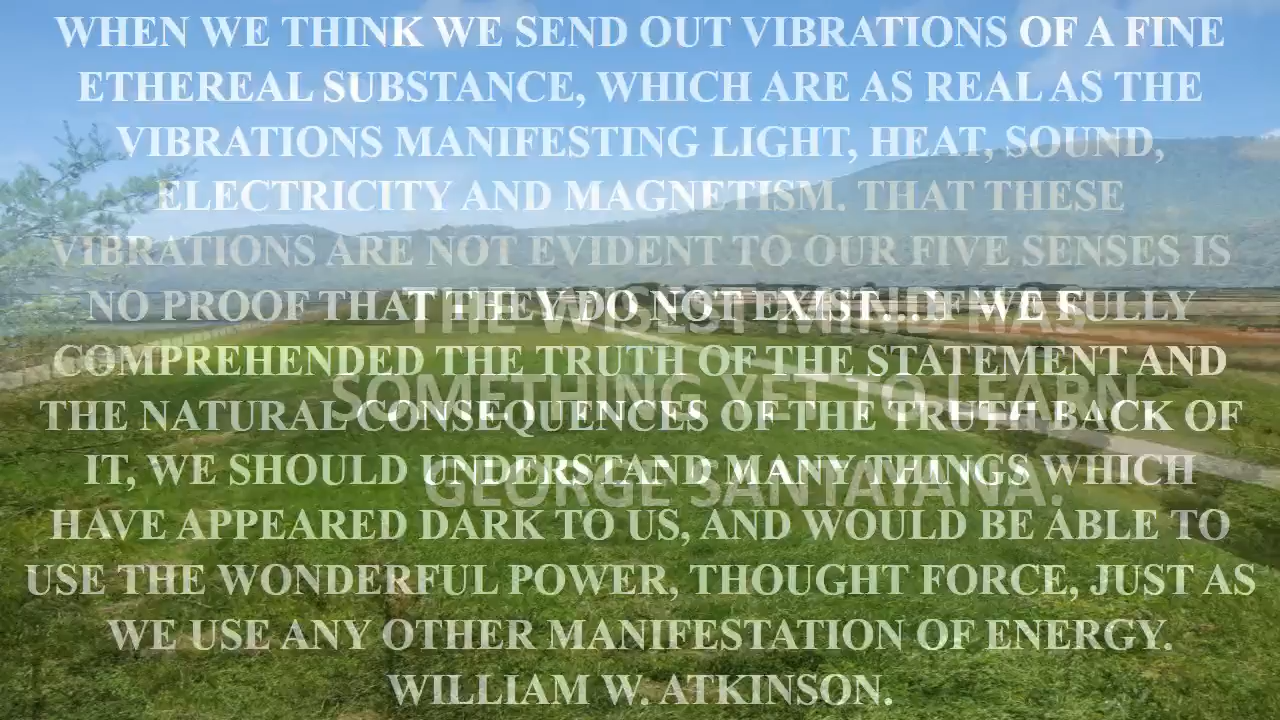 WHEN WE THINK WE SEND OUT VIBRATIONS OF A FINE
ETHEREAL SUBSTANCE, WHICH ARE AS REAL AS THE
VIBRATIONS MANIFESTING LIGHT, HEAT, SOUND,
ELECTRICITY AND MAGNETISM. THAT THESE
VIBRATIONS ARE NOT EVIDENT TO OUR FIVE SENSES IS
NO PROOF THAT THEY DO NOT EXIST... IF WE FULLY
COMPREHENDED THE TRUTH OF THE STATEMENT AND
THE NATURAL CONSEQUENCES OF THE TRUTH BACK OF
IT, WE SHOULD UNDERSTAND MANY THINGS WHICH
HAVE APPEARED DARK TO US, AND WOULD BE ABLE TO
USE THE WONDERFUL POWER, THOUGHT FORCE, JUST AS
WE USE ANY OTHER MANIFESTATION OF ENERGY.
WILLIAM W. ATKINSON.
THE WISEST MIND HAS
SOMETHING YET TO LEARN
GEORGE SANTAYANA.